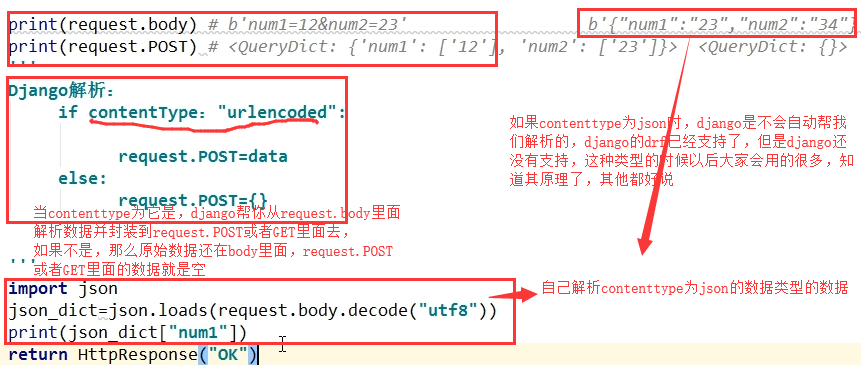 print(request.body) # b'num1=12&num2=23' b'{"num1":"23","num2":"34"}
print(request.POST) # <QueryDict: {'num1': ['12'], 'num2': ['23']}> <QueryDict: {}>
'''
Django解析：
if contentType："urlencoded":
request.POST=data
else:
request.POST={}
如果contenttype为json时，django是不会自动帮我
们解析的，django的drf已经支持了，但是django还
没有支持，这种类型的时候以后大家会用的很多，知
道其原理了，其他都好说
当contenttype为它是，django帮你从request.body里面
解析数据并封装到request.POST或者GET里面去，
如果不是，那么原始数据还在body里面，request.POST
或者GET里面的数据就是空
'''
import json
json_dict=json.loads(request.body.decode("utf8"))
print(json_dict["num1"])
return HttpResponse("OK")
自己解析contenttype为json的数据类型的数据